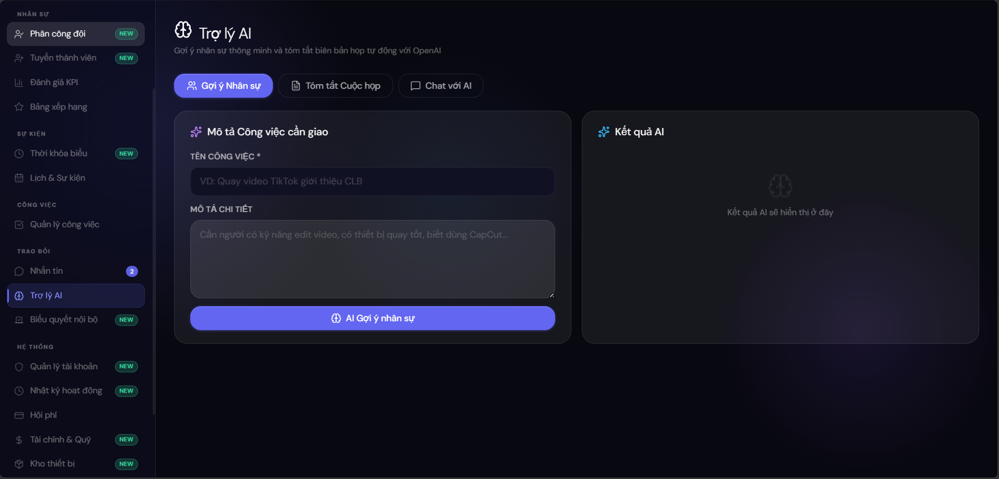 NHÂN SỰ
Phân công đội NEW
Tuyển thành viên NEW
Đánh giá KPI
Bảng xếp hạng
SỰ KIỆN
Thời khóa biểu NEW
Lịch & Sự kiện
CÔNG VIỆC
Quản lý công việc
TRAO ĐỔI
Nhắn tin 2
Trợ lý AI
Biểu quyết nội bộ NEW
HỆ THỐNG
Quản lý tài khoản NEW
Nhật ký hoạt động NEW
Hội phí
Tài chính & Quỹ NEW
Kho thiết bị NEW
Trợ lý AI
Gợi ý nhân sự thông minh và tóm tắt biên bản họp tự động với OpenAI
Gợi ý Nhân sự
Tóm tắt Cuộc họp
Chat với AI
Mô tả Công việc cần giao
TÊN CÔNG VIỆC *
VD: Quay video TikTok giới thiệu CLB
MÔ TẢ CHI TIẾT
Cần người có kỹ năng edit video, có thiết bị quay tốt, biết dùng CapCut...
AI Gợi ý nhân sự
Kết quả AI
Kết quả AI sẽ hiển thị ở đây